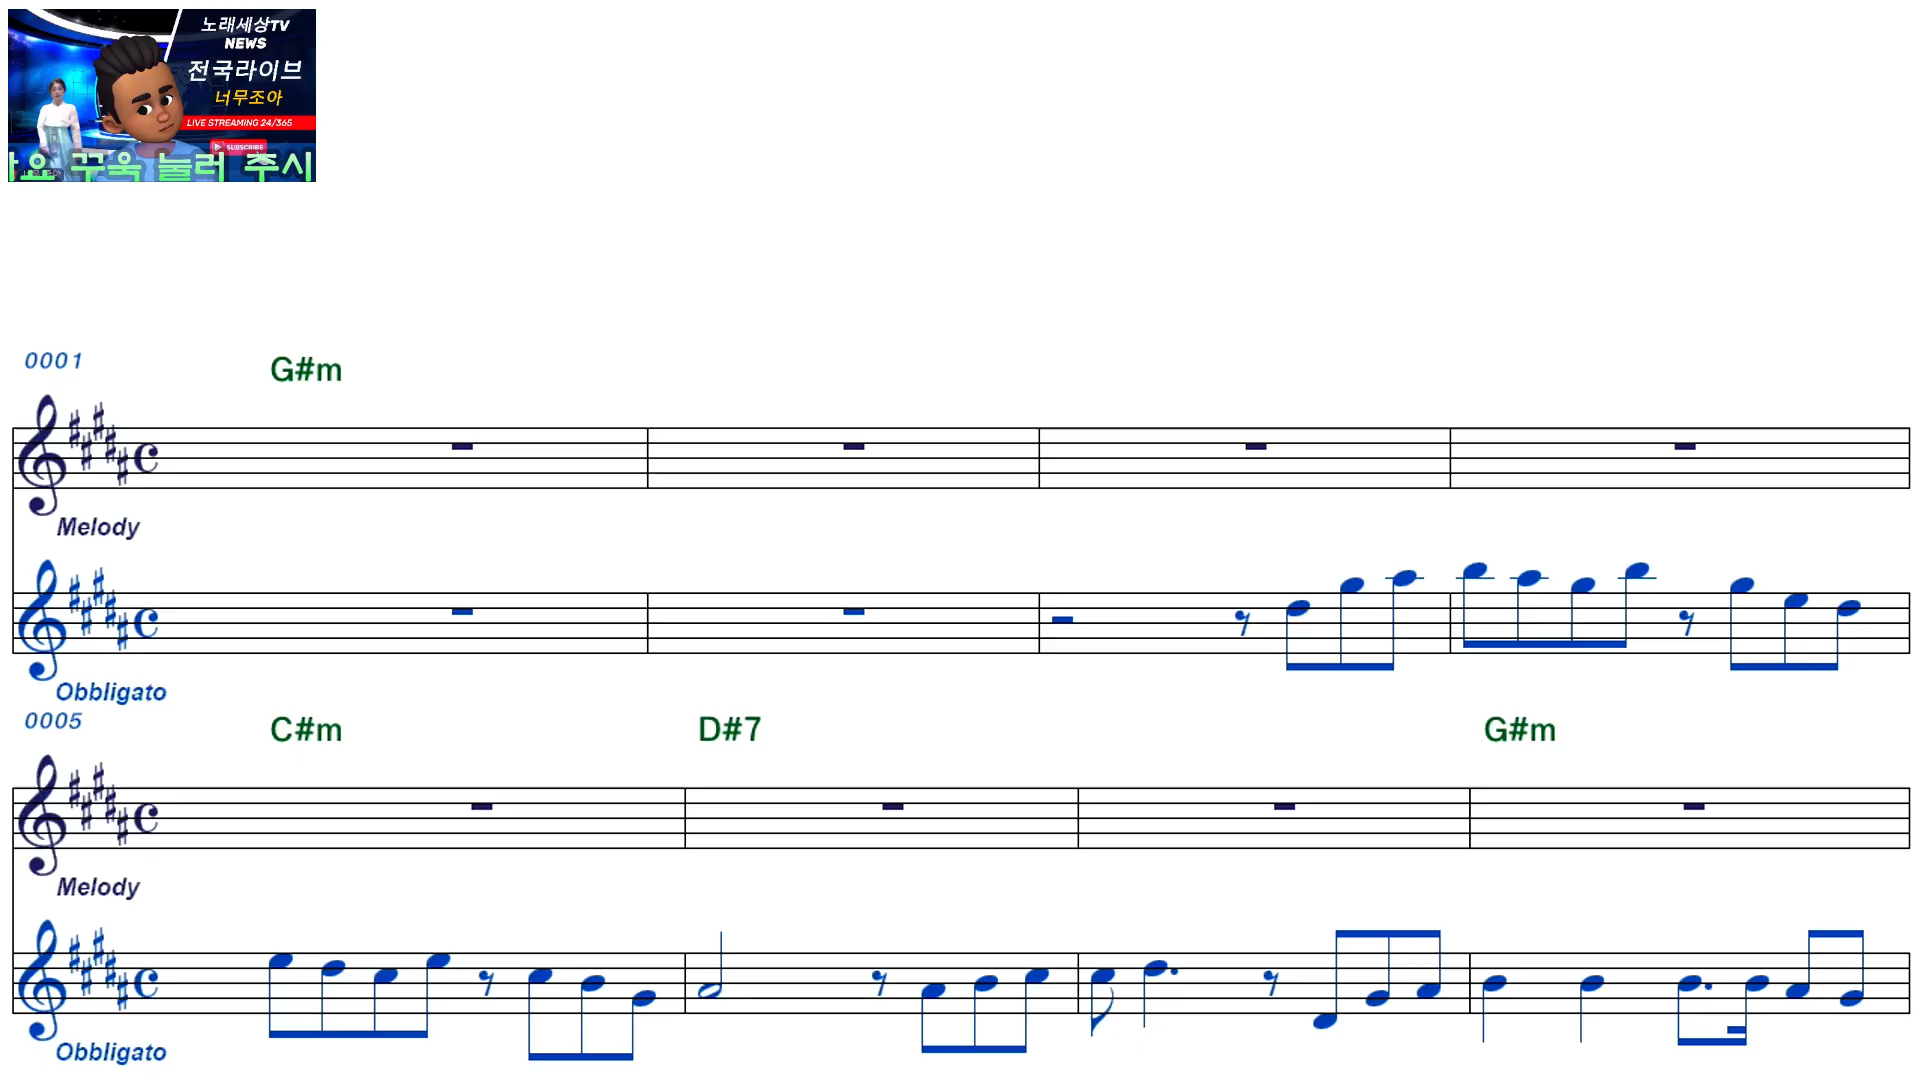 노래세상TV
NEWS
전국라이브
너무조아
LIVE STREAMING 24/365
SUBSCRIBE
요 꾸욱 눌러 주시
0001
G#m
Melody
Obbligato
0005
C#m D#7 G#m
Melody
Obbligato